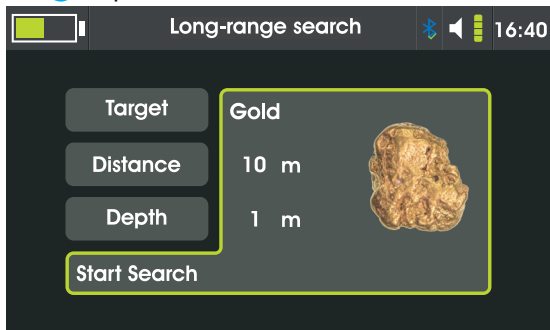 Long-range search
16:40
Target
Gold
Distance
10 m
Depth
1 m
Start Search